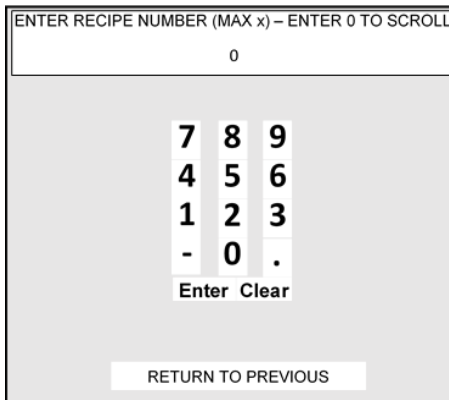 ENTER RECIPE NUMBER (MAX x) – ENTER 0 TO SCROLL
0
7 8 9
4 5 6
1 2 3
- 0 .
Enter Clear
RETURN TO PREVIOUS